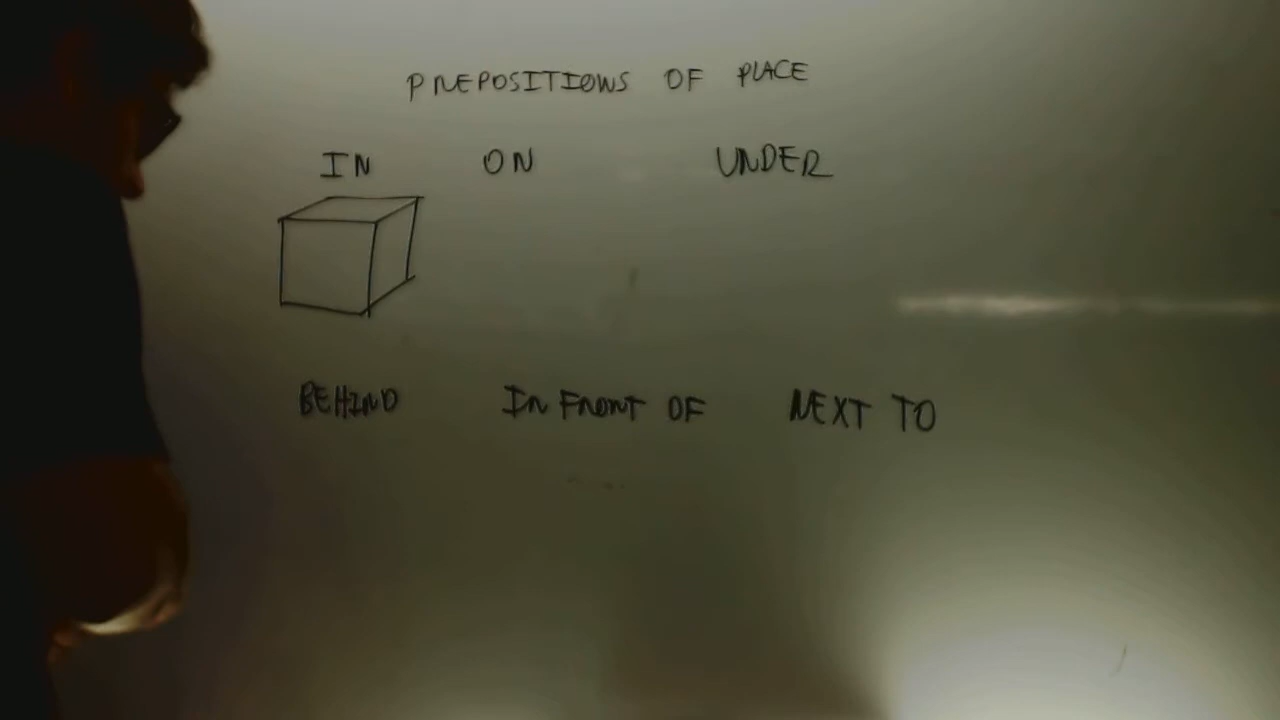 PREPOSITIONS OF PLACE
IN ON UNDER
BEHIND IN FRONT OF NEXT TO